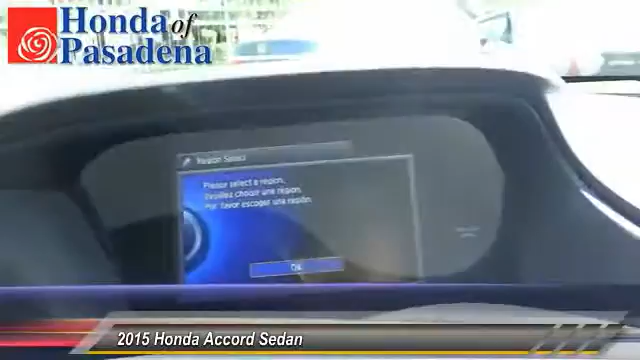 Honda of
Pasadena
Region Select
Please select a region.
Veuillez choisir une région.
Por favor escoger una región.
OK
2015 Honda Accord Sedan